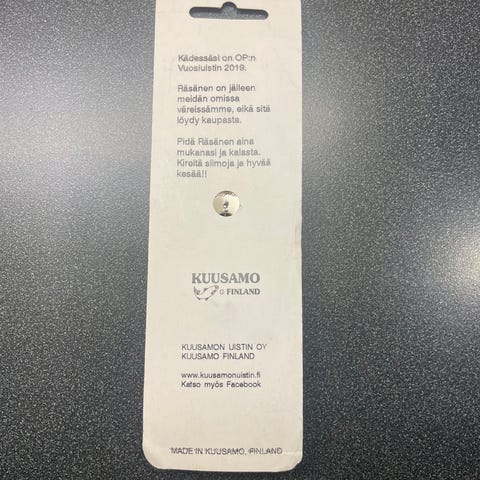 Kädessäsi on OP:n
Vuosiuistin 2019.
Räsänen on jälleen
meidän omissa
väreissämme, eikä sitä
löydy kaupasta.
Pidä Räsänen aina
mukanasi ja kalasta.
Kireitä siimoja ja hyvää
kesää!!
KUUSAMO
FINLAND
KUUSAMON UISTIN OY
KUUSAMO FINLAND
www.kuusamonuistin.fi
Katso myös Facebook
MADE IN KUUSAMO, FINLAND